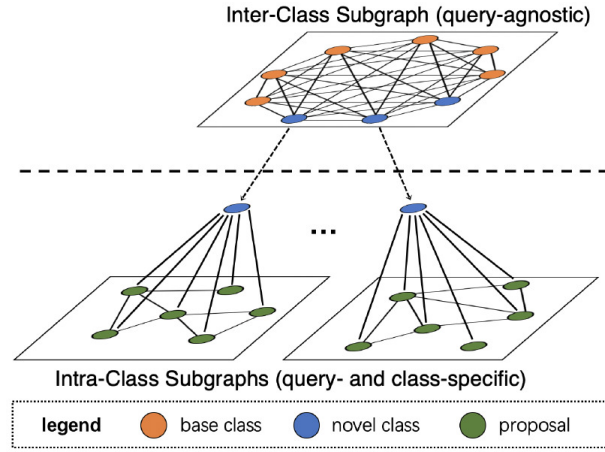 Inter-Class Subgraph (query-agnostic)
...
Intra-Class Subgraphs (query- and class-specific)
legend base class novel class proposal